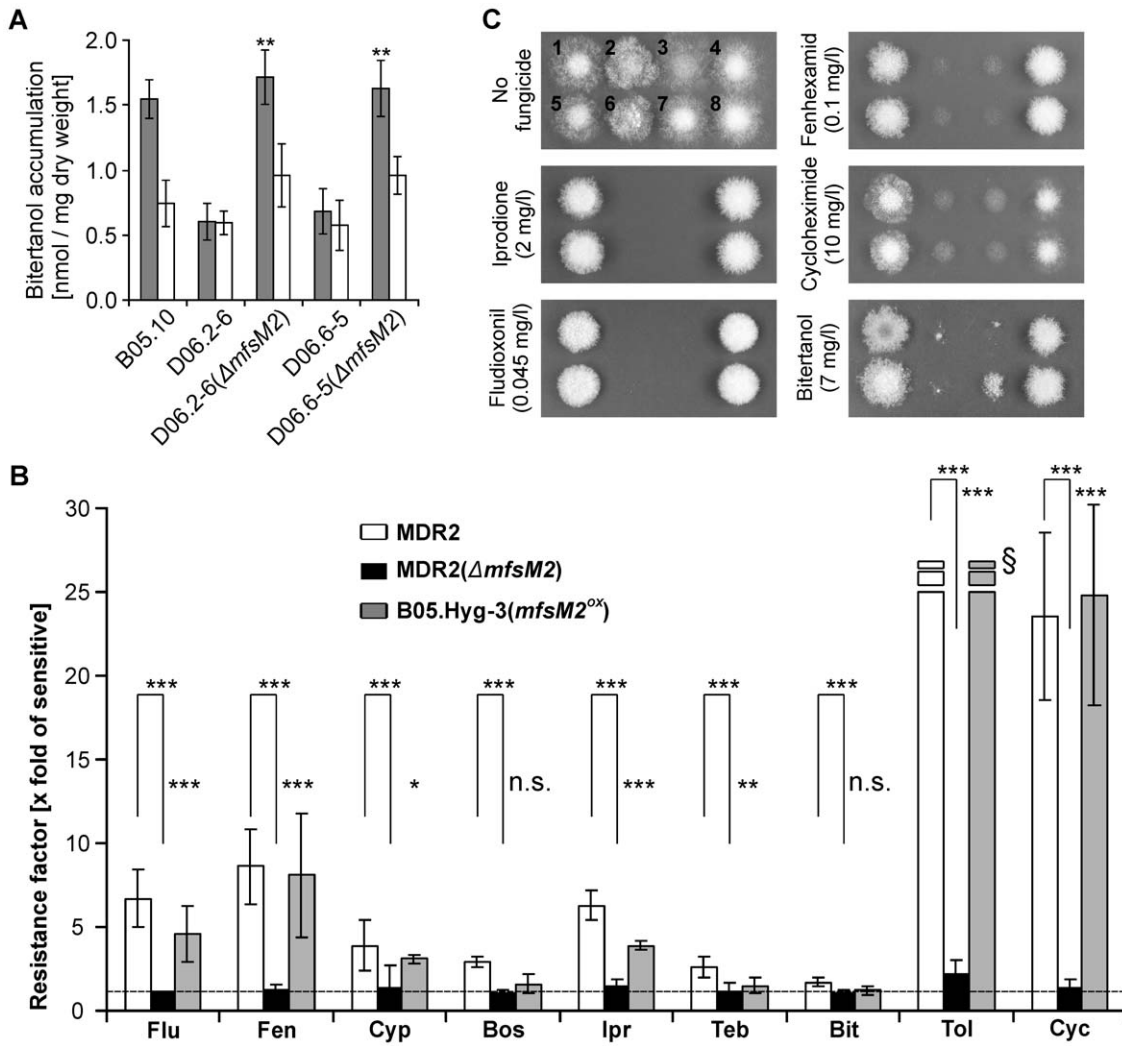 A
2.0
1.5
1.0
0.5
0.0
Bitertanol accumulation
[nmol / mg dry weight]
**
**
B05.10
D06.2-6
D06.2-6(ΔmfsM2)
D06.6-5
D06.6-5(ΔmfsM2)
C
No
fungicide
1 2 3 4
5 6 7 8
Iprodione
(2 mg/l)
Fludioxonil
(0.045 mg/l)
Fenhexamid
(0.1 mg/l)
Cycloheximide
(10 mg/l)
Bitertanol
(7 mg/l)
B
Resistance factor [x fold of sensitive]
30
25
20
15
10
5
0
MDR2
MDR2(ΔmfsM2)
B05.Hyg-3(mfsM2ox)
*** *** *** *** *** *** *** *** ***
*** *** * n.s. *** ** n.s. *** ***
§
Flu Fen Cyp Bos Ipr Teb Bit Tol Cyc